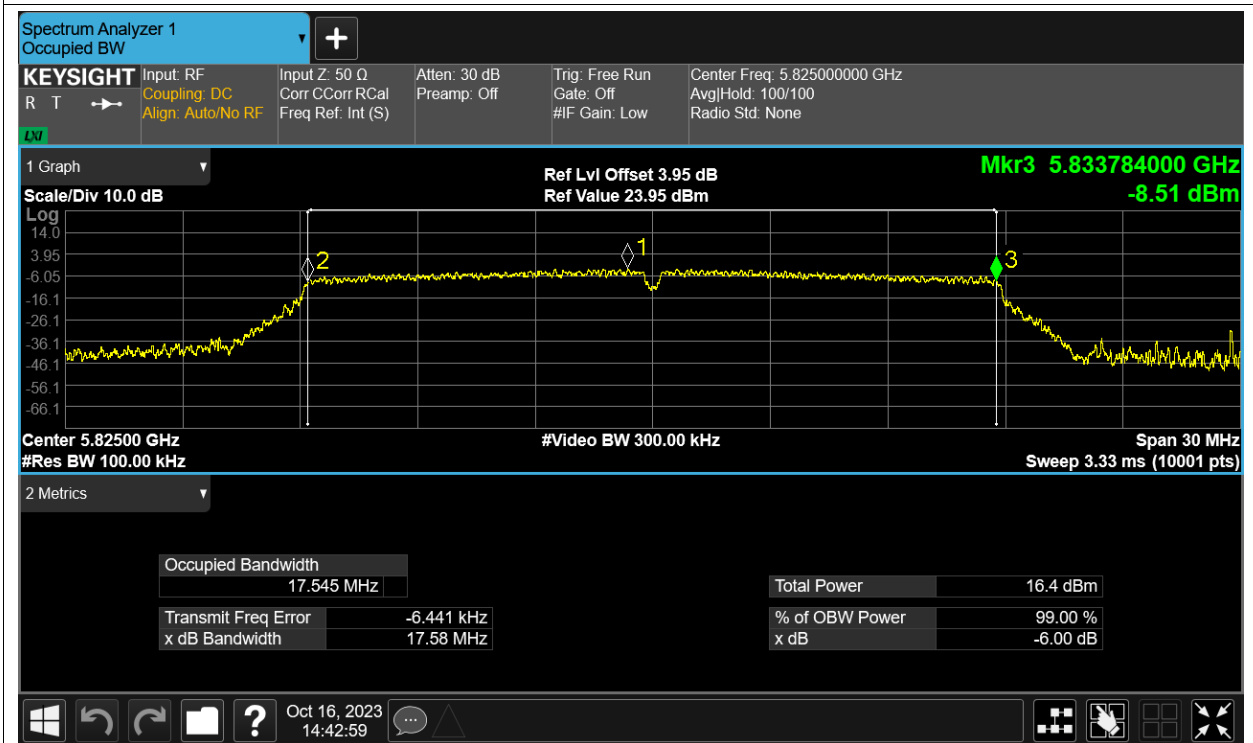 Spectrum Analyzer 1
Occupied BW
KEYSIGHT
R T
LXI
Input: RF
Coupling: DC
Align: Auto/No RF
Input Z: 50 Ω
Corr CCorr RCal
Freq Ref: Int (S)
Atten: 30 dB
Preamp: Off
Trig: Free Run
Gate: Off
#IF Gain: Low
Center Freq: 5.825000000 GHz
Avg|Hold: 100/100
Radio Std: None
1 Graph
Scale/Div 10.0 dB
Ref Lvl Offset 3.95 dB
Ref Value 23.95 dBm
Mkr3 5.833784000 GHz
-8.51 dBm
Log
14.0
3.95
-6.05
-16.1
-26.1
-36.1
-46.1
-56.1
-66.1
2
1
3
Center 5.82500 GHz
#Video BW 300.00 kHz
Span 30 MHz
#Res BW 100.00 kHz
Sweep 3.33 ms (10001 pts)
2 Metrics
Occupied Bandwidth
17.545 MHz
Total Power 16.4 dBm
Transmit Freq Error -6.441 kHz
% of OBW Power 99.00 %
x dB Bandwidth 17.58 MHz
x dB -6.00 dB
?
Oct 16, 2023
14:42:59